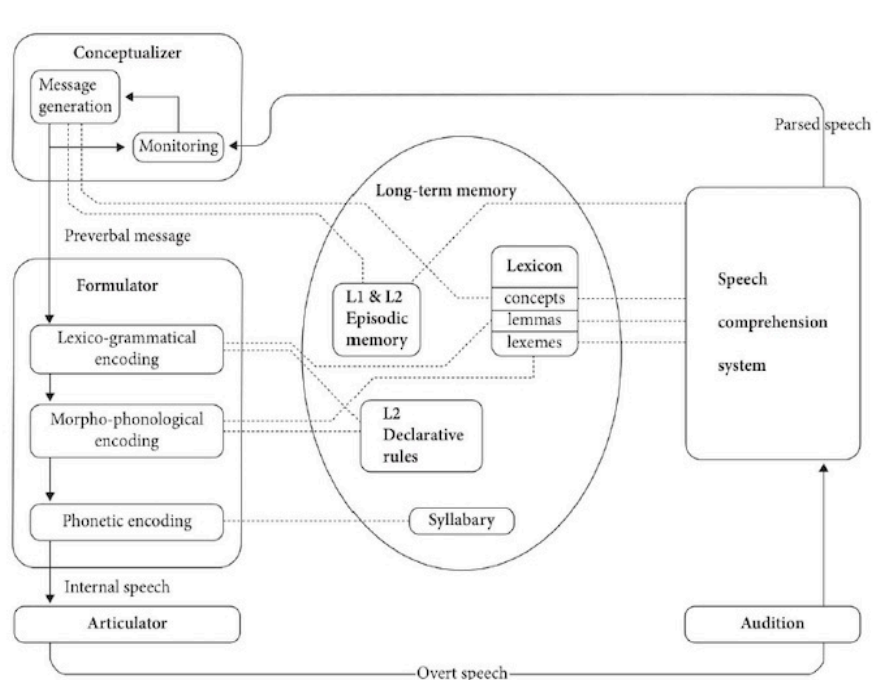 Conceptualizer
Message
generation
Monitoring
Parsed speech
Long-term memory
Preverbal message
Formulator
Lexicon
concepts
lemmas
lexemes
L1 & L2
Episodic
memory
Speech
comprehension
system
Lexico-grammatical
encoding
Morpho-phonological
encoding
L2
Declarative
rules
Phonetic encoding
Syllabary
Internal speech
Articulator
Audition
Overt speech